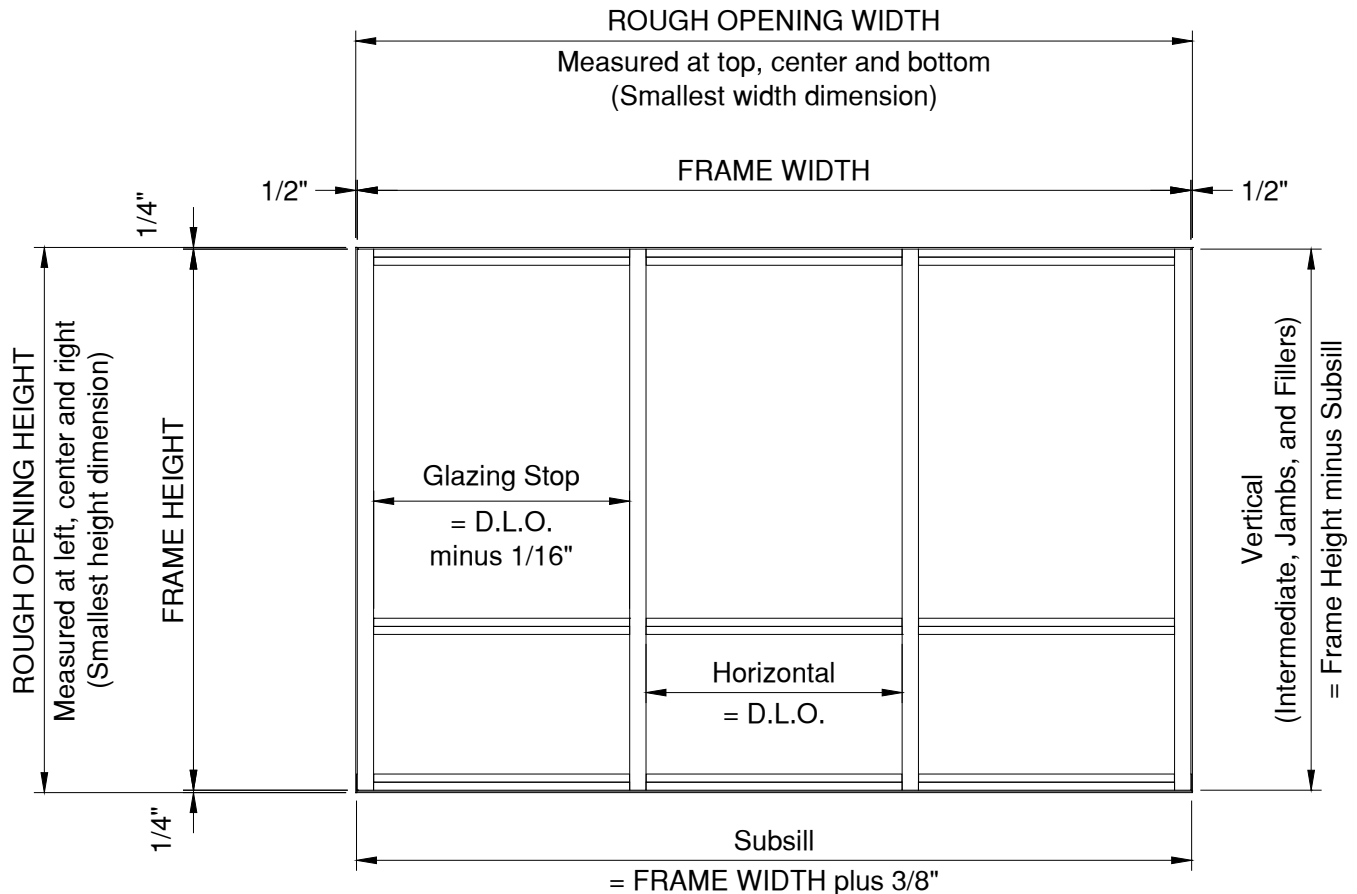 ROUGH OPENING WIDTH
Measured at top, center and bottom
(Smallest width dimension)
FRAME WIDTH
1/2"
1/2"
1/4"
ROUGH OPENING HEIGHT
Measured at left, center and right
(Smallest height dimension)
FRAME HEIGHT
Glazing Stop
= D.L.O.
minus 1/16"
Horizontal
= D.L.O.
Vertical
(Intermediate, Jambs, and Fillers)
= Frame Height minus Subsill
1/4"
Subsill
= FRAME WIDTH plus 3/8"